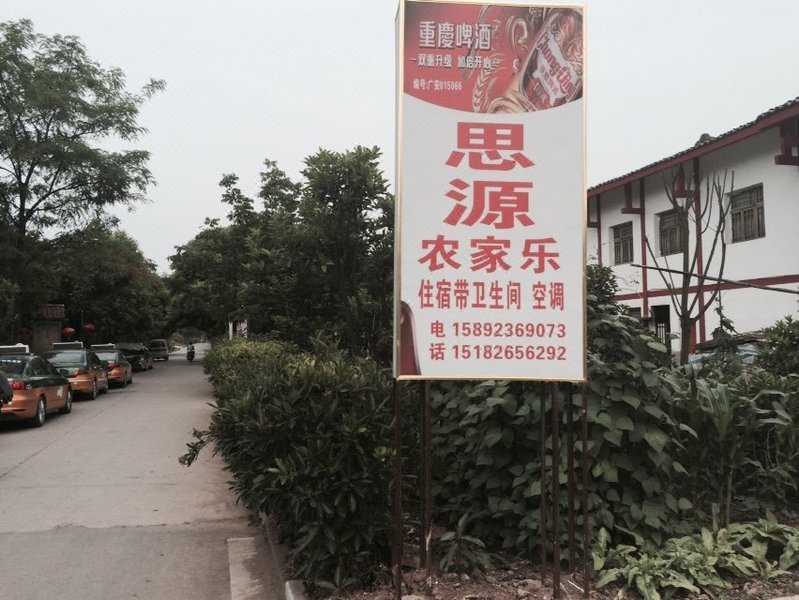 重慶啤酒
双重升级 加倍开心
编号:广安015066
思
源
农家乐
住宿带卫生间 空调
电 15892369073
话 15182656292